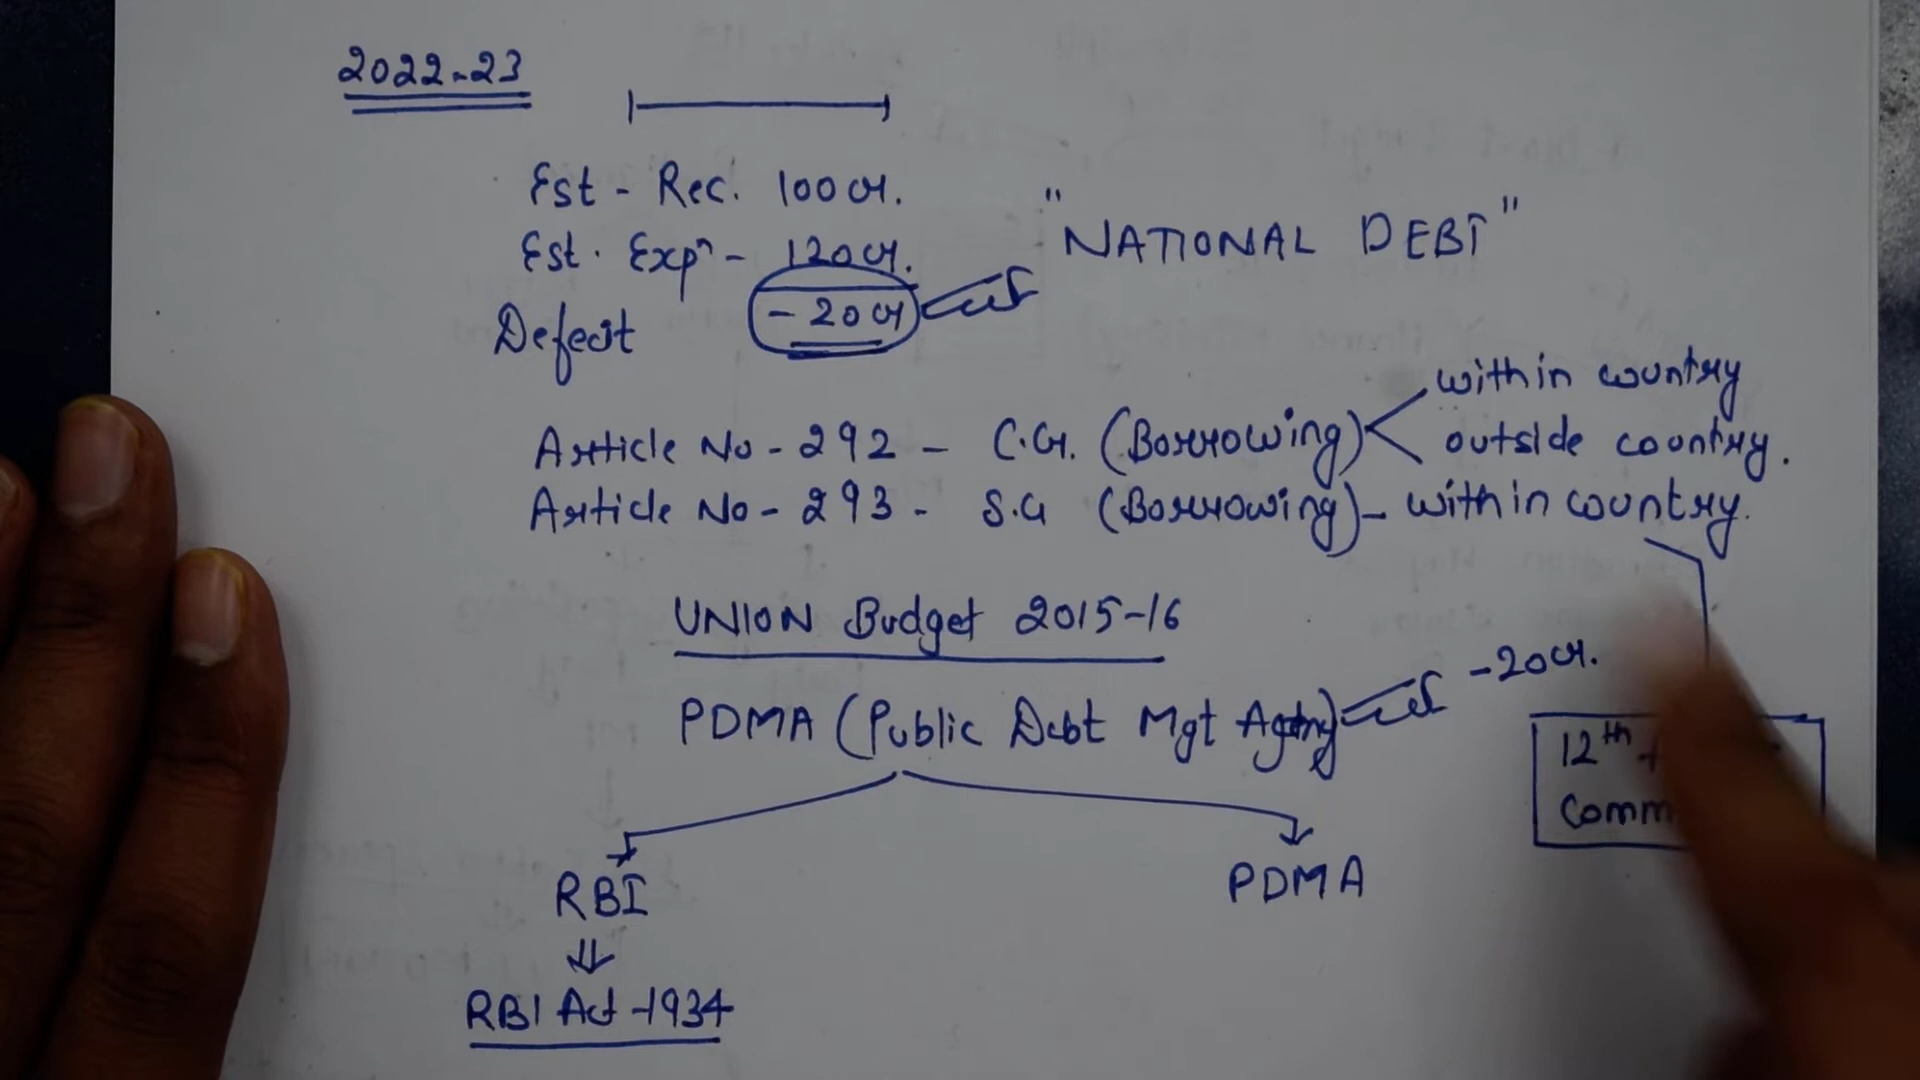 2022-23
Est - Rec. 100 cr.
Est. Expn - 120 cr.
Defecit - 20 cr
"NATIONAL DEBT"
Article No - 292 - C.G. (Borrowing) within country
outside country.
Article No - 293 - S.G (Borrowing) - within country.
UNION Budget 2015-16
PDMA (Public Debt Mgt Agency) -20 cr.
12th
Comm
RBI PDMA
RBI Act -1934